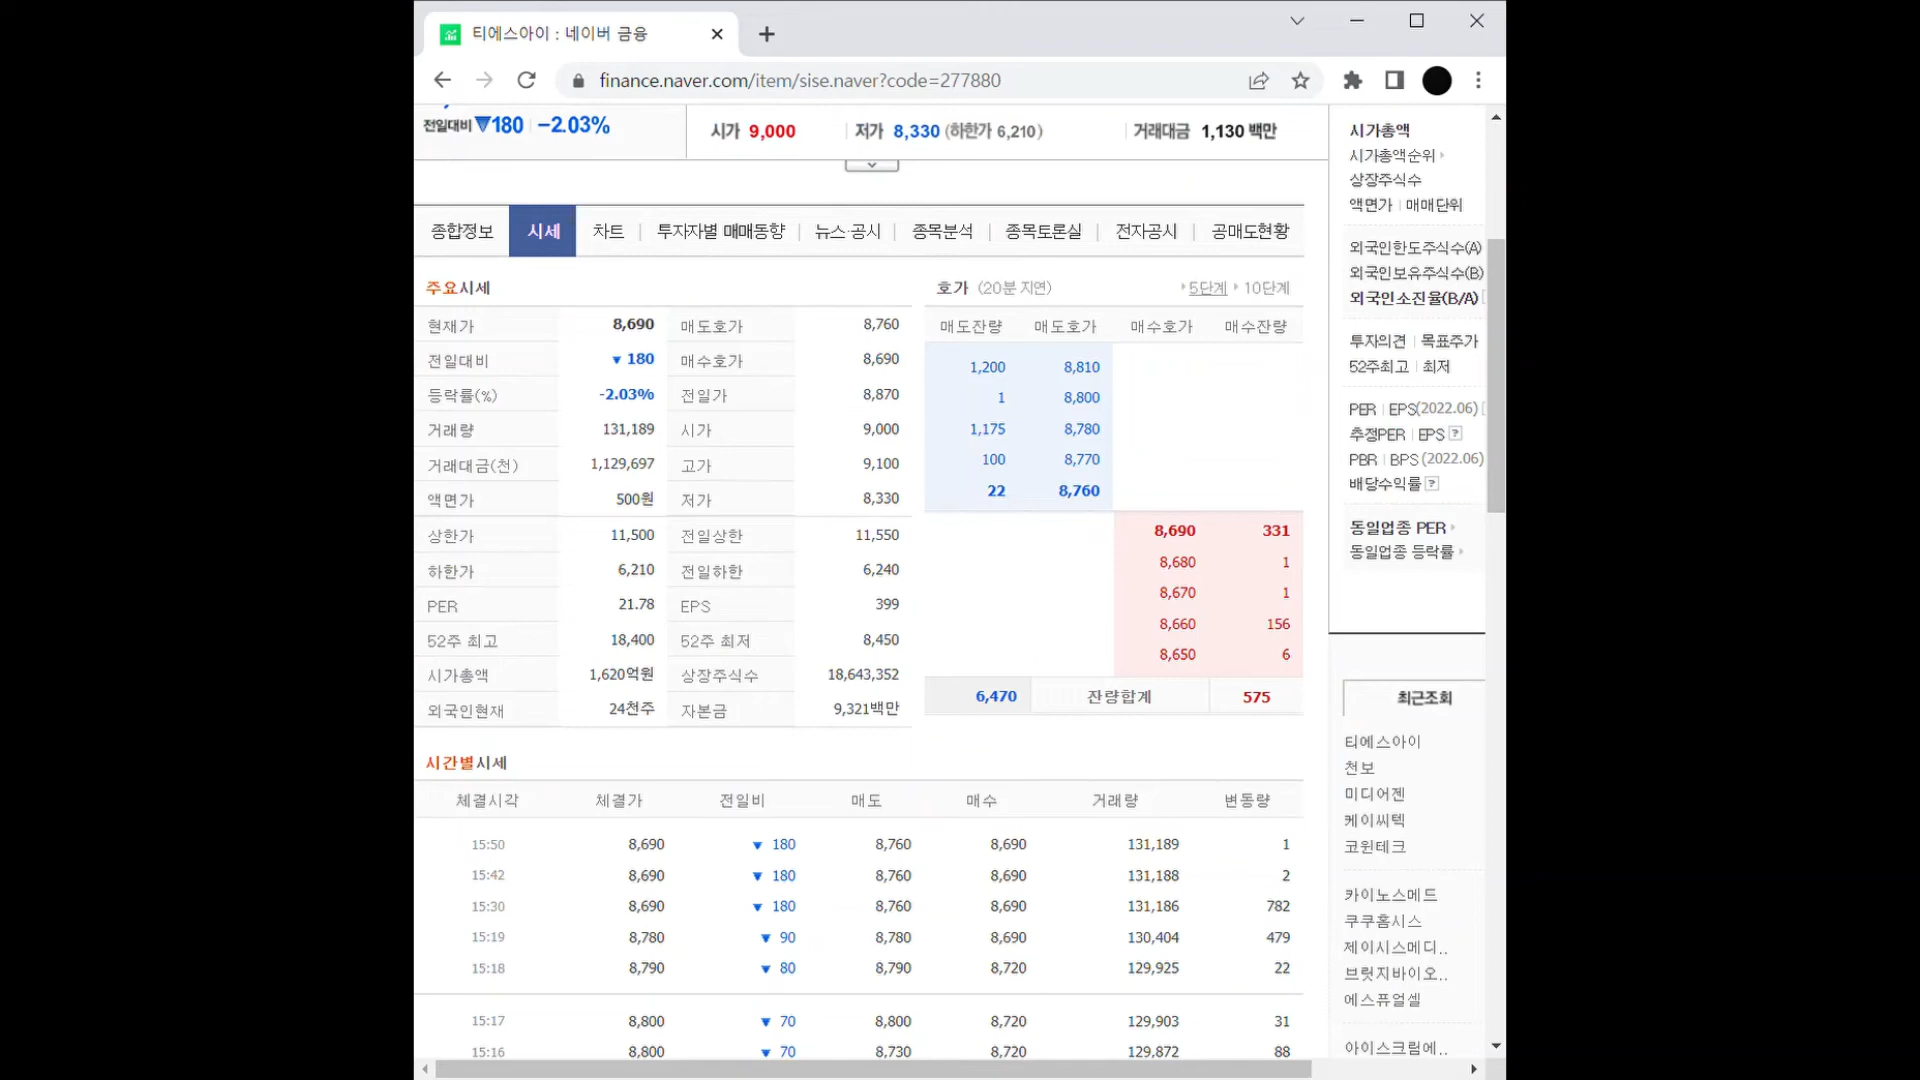 티에스아이 : 네이버 금융
finance.naver.com/item/sise.naver?code=277880
전일대비 ▼180 -2.03%
시가 9,000 저가 8,330 (하한가 6,210) 거래대금 1,130 백만
종합정보 시세 차트 투자자별 매매동향 뉴스·공시 종목분석 종목토론실 전자공시 공매도현황
주요시세
현재가 8,690 매도호가 8,760
전일대비 ▼ 180 매수호가 8,690
등락률(%) -2.03% 전일가 8,870
거래량 131,189 시가 9,000
거래대금(천) 1,129,697 고가 9,100
액면가 500원 저가 8,330
상한가 11,500 전일상한 11,550
하한가 6,210 전일하한 6,240
PER 21.78 EPS 399
52주 최고 18,400 52주 최저 8,450
시가총액 1,620억원 상장주식수 18,643,352
외국인현재 24천주 자본금 9,321백만
호가 (20분 지연) 5단계 10단계
매도잔량 매도호가 매수호가 매수잔량
1,200 8,810
1 8,800
1,175 8,780
100 8,770
22 8,760
8,690 331
8,680 1
8,670 1
8,660 156
8,650 6
6,470 잔량합계 575
시간별시세
체결시각 체결가 전일비 매도 매수 거래량 변동량
15:50 8,690 ▼ 180 8,760 8,690 131,189 1
15:42 8,690 ▼ 180 8,760 8,690 131,188 2
15:30 8,690 ▼ 180 8,760 8,690 131,186 782
15:19 8,780 ▼ 90 8,780 8,690 130,404 479
15:18 8,790 ▼ 80 8,790 8,720 129,925 22
15:17 8,800 ▼ 70 8,800 8,720 129,903 31
15:16 8,800 ▼ 70 8,730 8,720 129,872 88
시가총액
시가총액순위
상장주식수
액면가 | 매매단위
외국인한도주식수(A)
외국인보유주식수(B)
외국인소진율(B/A)
투자의견 | 목표주가
52주최고 | 최저
PER | EPS(2022.06)
추정PER | EPS ?
PBR | BPS (2022.06)
배당수익률 ?
동일업종 PER
동일업종 등락률
최근조회
티에스아이
천보
미디어젠
케이씨텍
코윈테크
카이노스메드
쿠쿠홈시스
제이시스메디..
브릿지바이오..
에스퓨얼셀
아이스크림에..